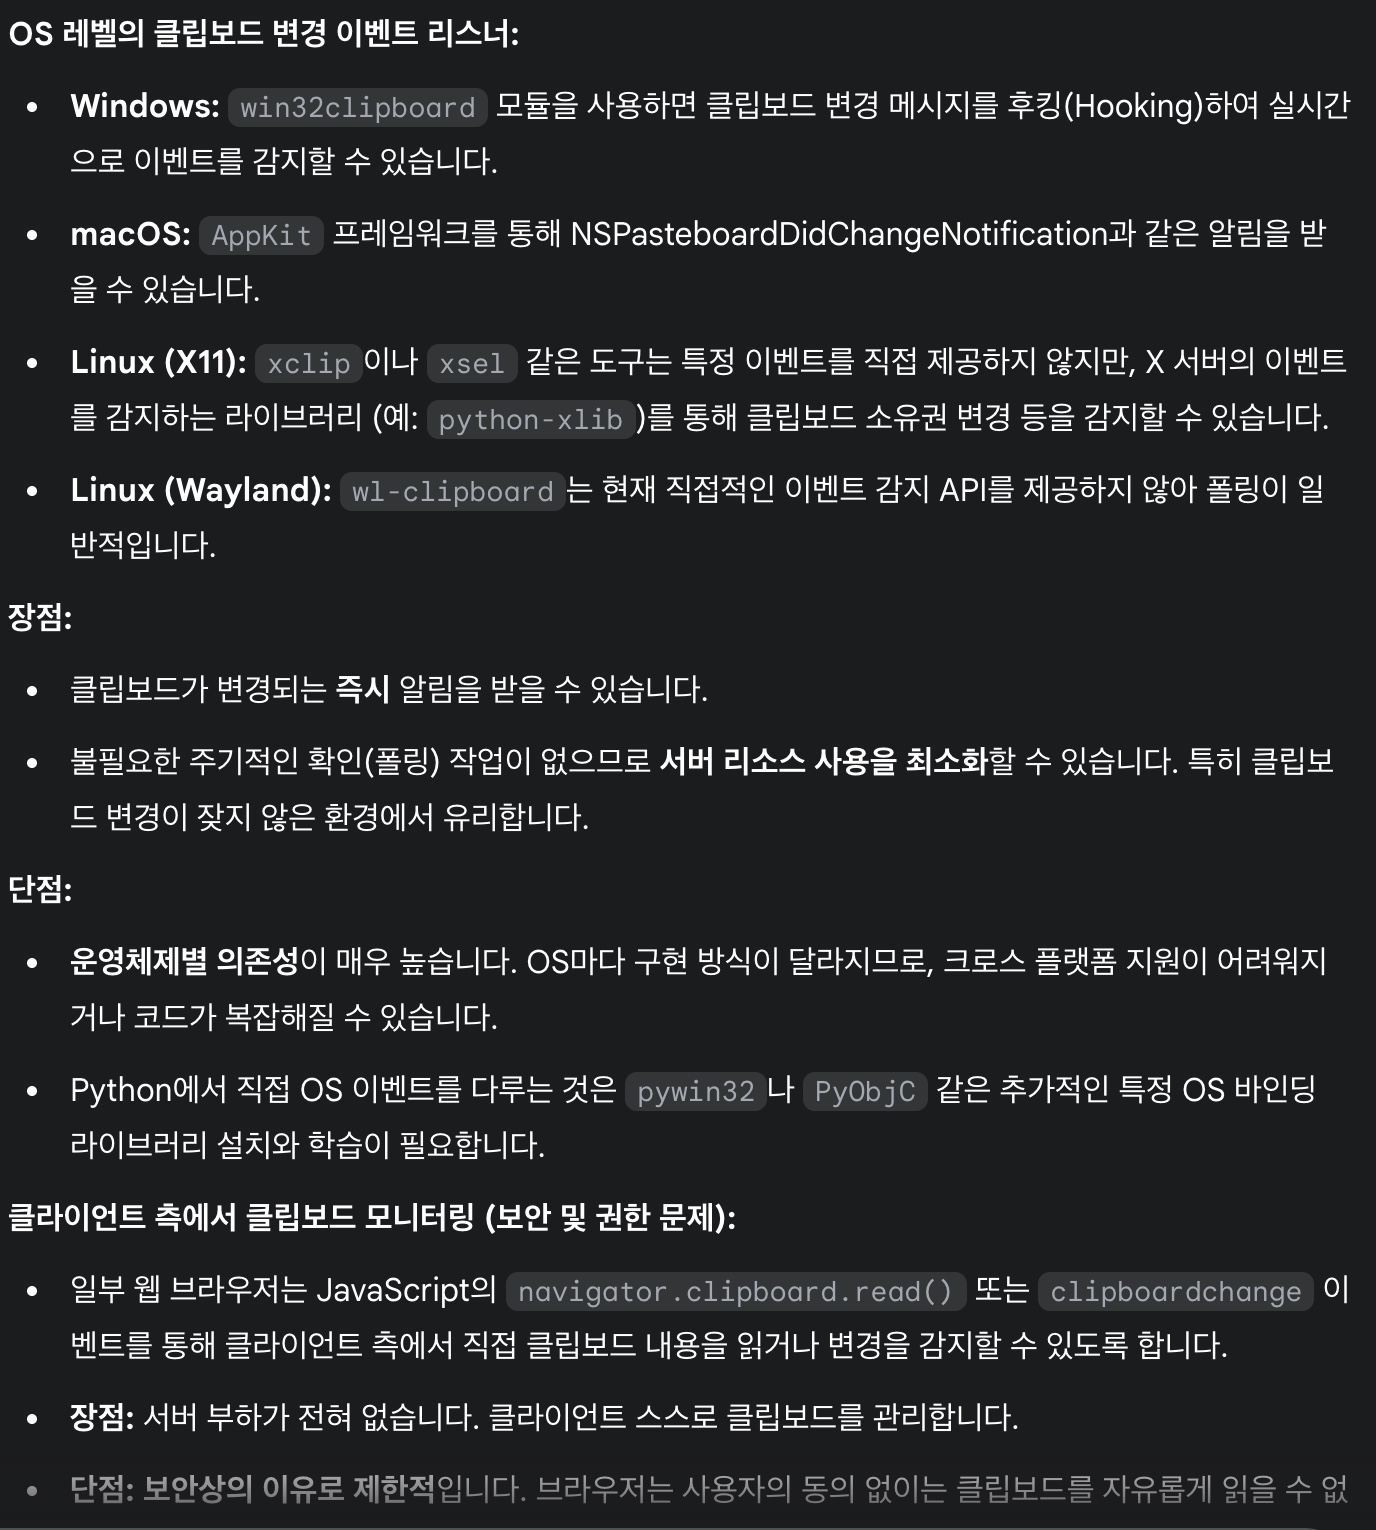 OS 레벨의 클립보드 변경 이벤트 리스너:
Windows: win32clipboard 모듈을 사용하면 클립보드 변경 메시지를 후킹(Hooking)하여 실시간
으로 이벤트를 감지할 수 있습니다.
macOS: AppKit 프레임워크를 통해 NSPasteboardDidChangeNotification과 같은 알림을 받
을 수 있습니다.
Linux (X11): xclip이나 xsel 같은 도구는 특정 이벤트를 직접 제공하지 않지만, X 서버의 이벤트
를 감지하는 라이브러리 (예: python-xlib)를 통해 클립보드 소유권 변경 등을 감지할 수 있습니다.
Linux (Wayland): wl-clipboard는 현재 직접적인 이벤트 감지 API를 제공하지 않아 폴링이 일
반적입니다.
장점:
클립보드가 변경되는 즉시 알림을 받을 수 있습니다.
불필요한 주기적인 확인(폴링) 작업이 없으므로 서버 리소스 사용을 최소화할 수 있습니다. 특히 클립보
드 변경이 잦지 않은 환경에서 유리합니다.
단점:
운영체제별 의존성이 매우 높습니다. OS마다 구현 방식이 달라지므로, 크로스 플랫폼 지원이 어려워지
거나 코드가 복잡해질 수 있습니다.
Python에서 직접 OS 이벤트를 다루는 것은 pywin32나 PyObjC 같은 추가적인 특정 OS 바인딩
라이브러리 설치와 학습이 필요합니다.
클라이언트 측에서 클립보드 모니터링 (보안 및 권한 문제):
일부 웹 브라우저는 JavaScript의 navigator.clipboard.read() 또는 clipboardchange 이
벤트를 통해 클라이언트 측에서 직접 클립보드 내용을 읽거나 변경을 감지할 수 있도록 합니다.
장점: 서버 부하가 전혀 없습니다. 클라이언트 스스로 클립보드를 관리합니다.
단점: 보안상의 이유로 제한적입니다. 브라우저는 사용자의 동의 없이는 클립보드를 자유롭게 읽을 수 없